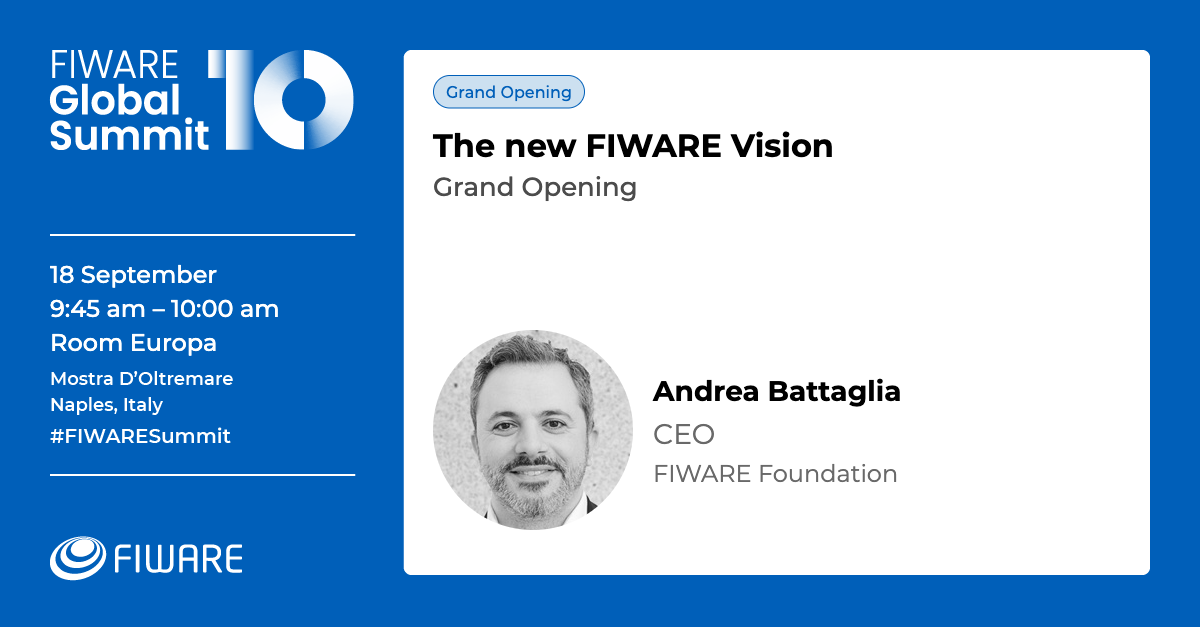 FIWARE
Global
Summit
10
18 September
9:45 am – 10:00 am
Room Europa
Mostra D’Oltremare
Naples, Italy
#FIWARESummit
FIWARE
Grand Opening
The new FIWARE Vision
Grand Opening
Andrea Battaglia
CEO
FIWARE Foundation